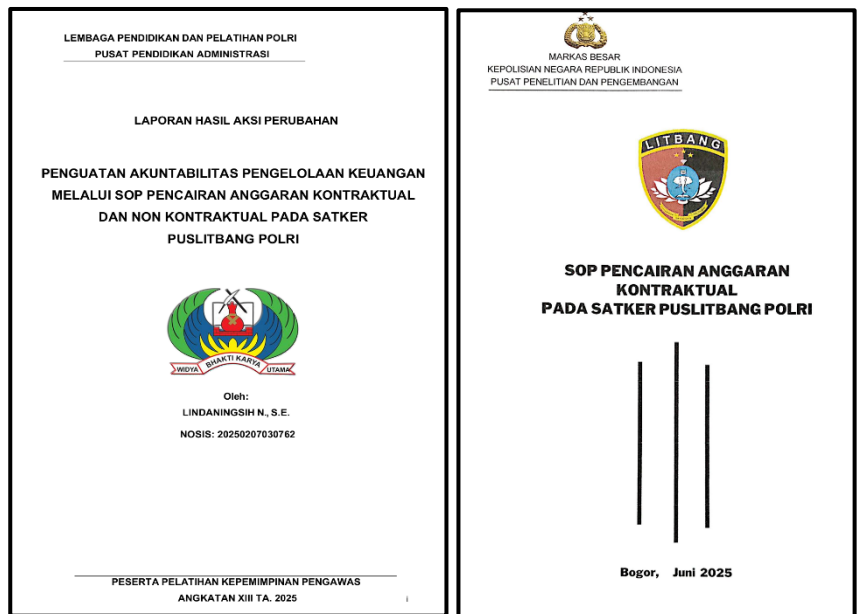 LEMBAGA PENDIDIKAN DAN PELATIHAN POLRI
PUSAT PENDIDIKAN ADMINISTRASI
LAPORAN HASIL AKSI PERUBAHAN
PENGUATAN AKUNTABILITAS PENGELOLAAN KEUANGAN
MELALUI SOP PENCAIRAN ANGGARAN KONTRAKTUAL
DAN NON KONTRAKTUAL PADA SATKER
PUSLITBANG POLRI
WIDYA BHAKTI KARYA UTAMA
Oleh:
LINDANINGSIH N., S.E.
NOSIS: 20250207030762
PESERTA PELATIHAN KEPEMIMPINAN PENGAWAS
ANGKATAN XIII TA. 2025
i
MARKAS BESAR
KEPOLISIAN NEGARA REPUBLIK INDONESIA
PUSAT PENELITIAN DAN PENGEMBANGAN
LITBANG
SOP PENCAIRAN ANGGARAN
KONTRAKTUAL
PADA SATKER PUSLITBANG POLRI
Bogor, Juni 2025